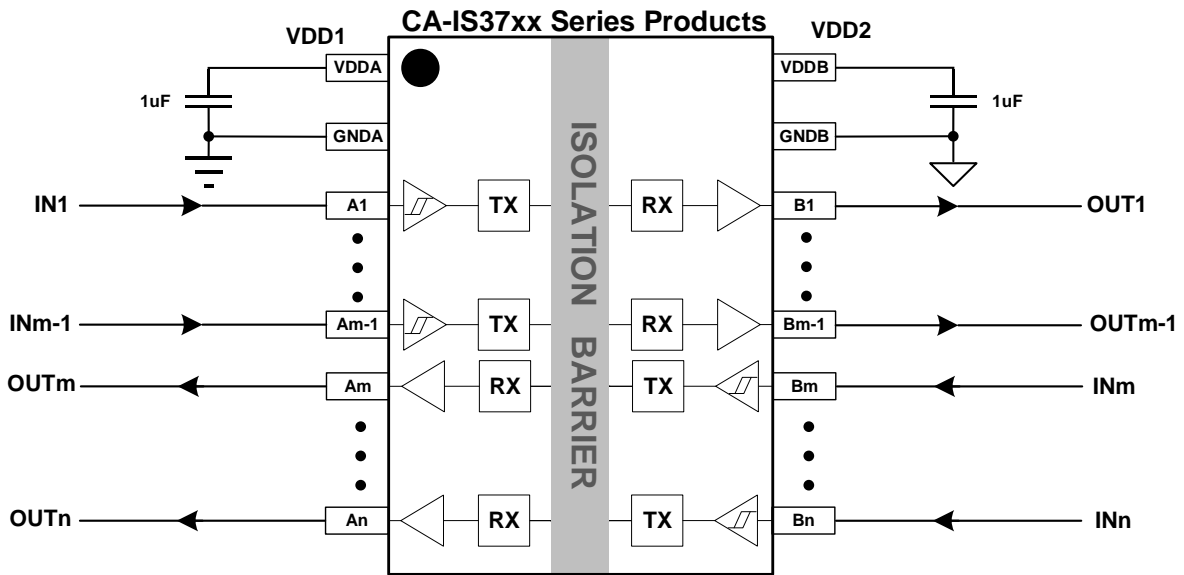 CA-IS37xx Series Products
VDD1
VDD2
VDDA
VDDB
1uF
1uF
GNDA
GNDB
ISOLATION BARRIER
IN1
A1
TX
RX
B1
OUT1
INm-1
Am-1
TX
RX
Bm-1
OUTm-1
OUTm
Am
RX
TX
Bm
INm
OUTn
An
RX
TX
Bn
INn